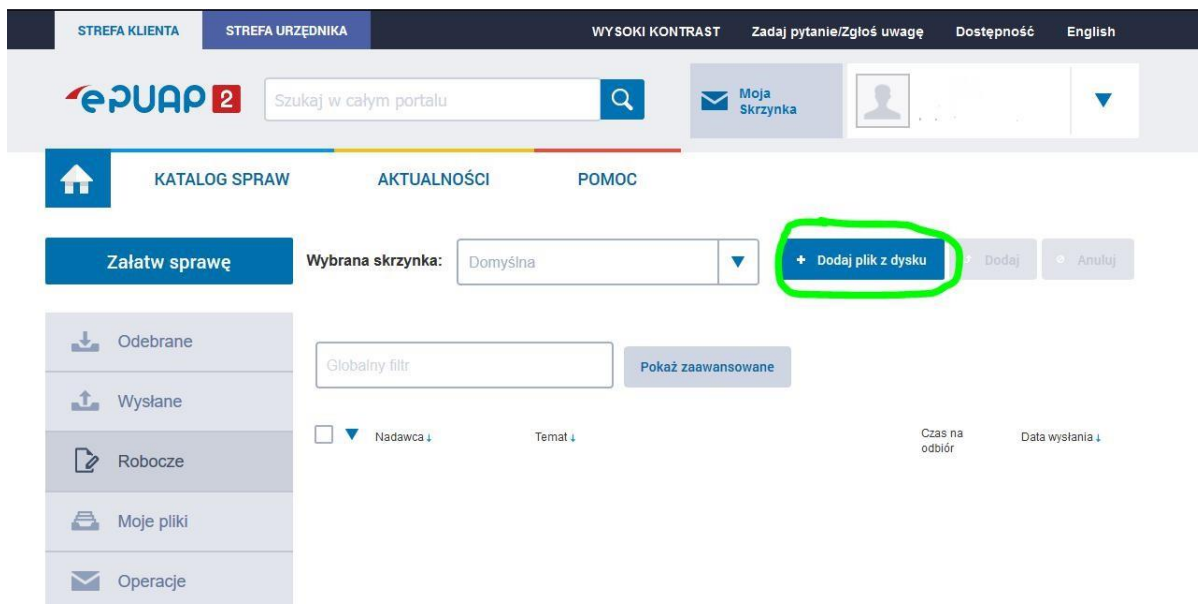 STREFA KLIENTA STREFA URZĘDNIKA WYSOKI KONTRAST Zadaj pytanie/Zgłoś uwagę Dostępność English
ePUAP 2 Szukaj w całym portalu Moja
Skrzynka
KATALOG SPRAW AKTUALNOŚCI POMOC
Załatw sprawę Wybrana skrzynka: Domyślna + Dodaj plik z dysku Dodaj Anuluj
Odebrane
Globalny filtr Pokaż zaawansowane
Wysłane
Nadawca ↓ Temat ↓ Czas na
odbiór Data wysłania ↓
Robocze
Moje pliki
Operacje